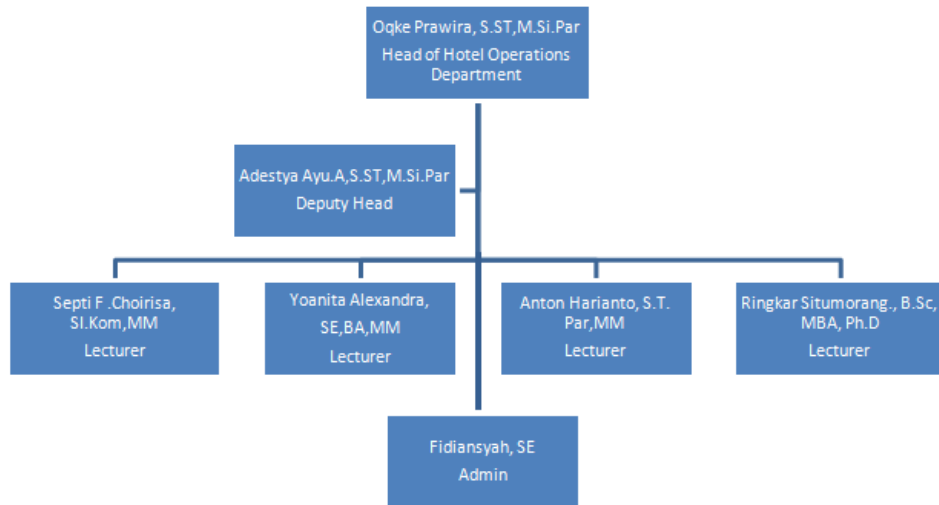 Oqke Prawira, S.ST,M.Si.Par
Head of Hotel Operations
Department
Adestya Ayu.A,S.ST,M.Si.Par
Deputy Head
Septi F .Choirisa,
SI.Kom,MM
Lecturer
Yoanita Alexandra,
SE,BA,MM
Lecturer
Anton Harianto, S.T.
Par,MM
Lecturer
Ringkar Situmorang., B.Sc,
MBA, Ph.D
Lecturer
Fidiansyah, SE
Admin